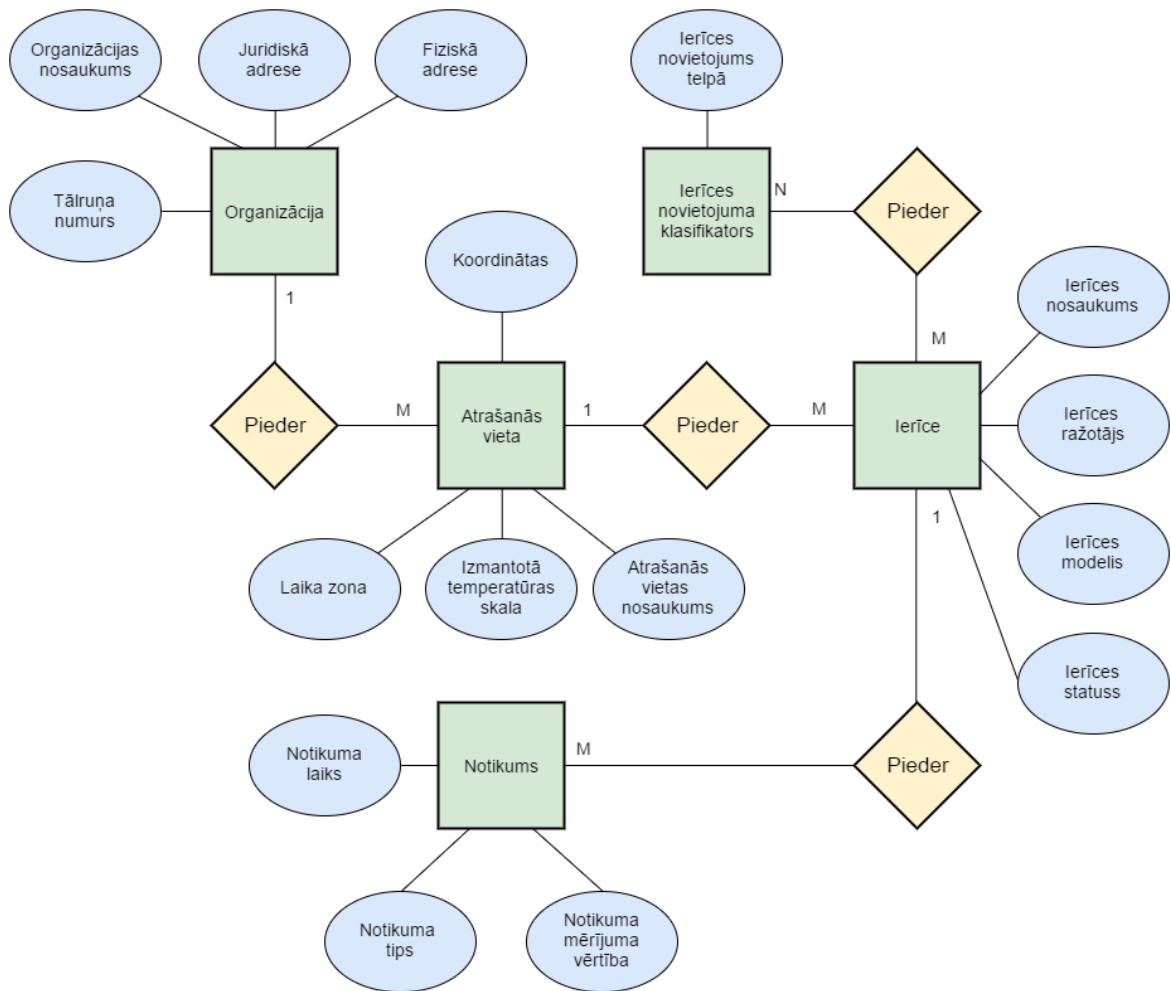 Organizācijas
nosaukums
Juridiskā
adrese
Fiziskā
adrese
Ierīces
novietojums
telpā
Tālruņa
numurs
Organizācija
Ierīces
novietojuma
klasifikators
N
Pieder
Koordinātas
1
M
Ierīces
nosaukums
Pieder
M
Atrašanās
vieta
1
Pieder
M
Ierīce
Ierīces
ražotājs
1
Ierīces
modelis
Laika zona
Izmantotā
temperatūras
skala
Atrašanās
vietas
nosaukums
Ierīces
statuss
Notikuma
laiks
Notikums
M
Pieder
Notikuma
tips
Notikuma
mērījuma
vērtība